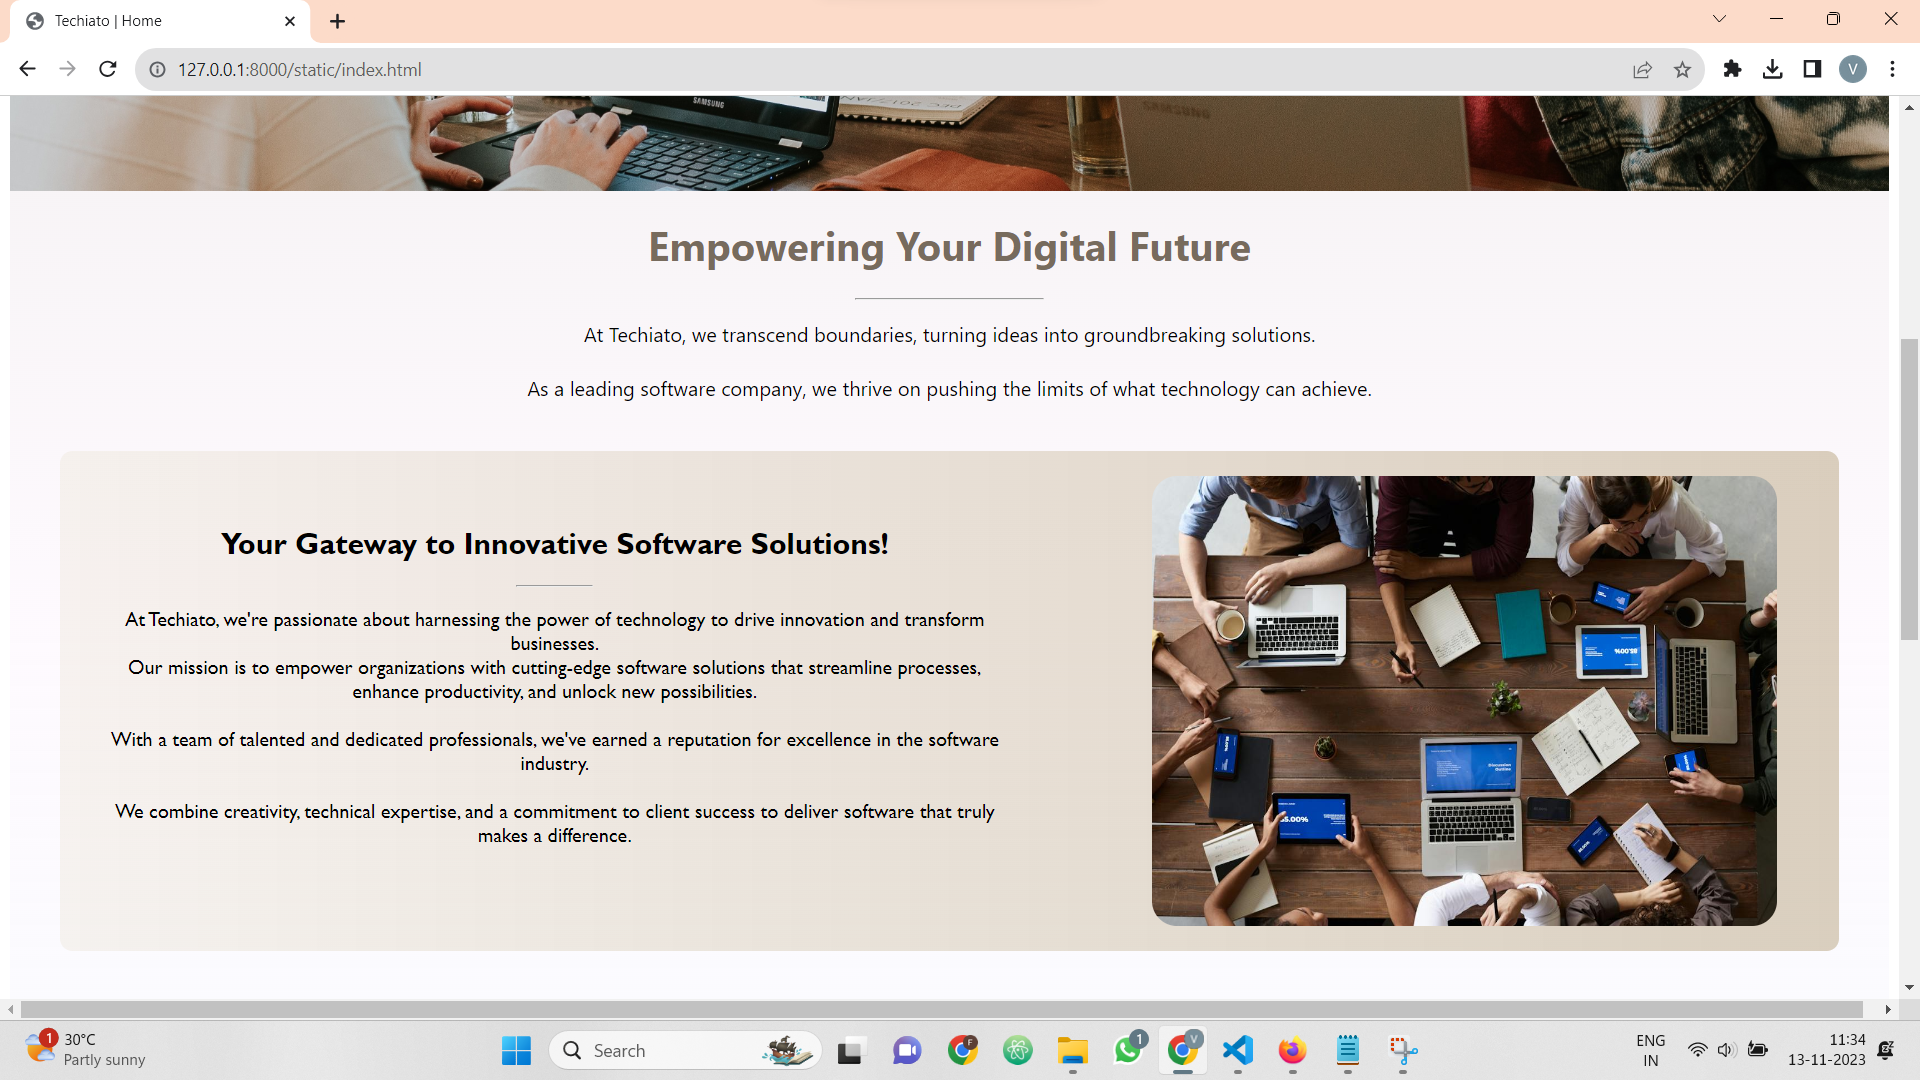 Techiato | Home
127.0.0.1:8000/static/index.html
V
SAMSUNG
SAMSUNG
Empowering Your Digital Future
At Techiato, we transcend boundaries, turning ideas into groundbreaking solutions.
As a leading software company, we thrive on pushing the limits of what technology can achieve.
Your Gateway to Innovative Software Solutions!
At Techiato, we're passionate about harnessing the power of technology to drive innovation and transform
businesses.
Our mission is to empower organizations with cutting-edge software solutions that streamline processes,
enhance productivity, and unlock new possibilities.
With a team of talented and dedicated professionals, we've earned a reputation for excellence in the software
industry.
We combine creativity, technical expertise, and a commitment to client success to deliver software that truly
makes a difference.
Discussion
Outline
1
30°C
Partly sunny
Search
F
1
V
ENG
IN
11:34
13-11-2023